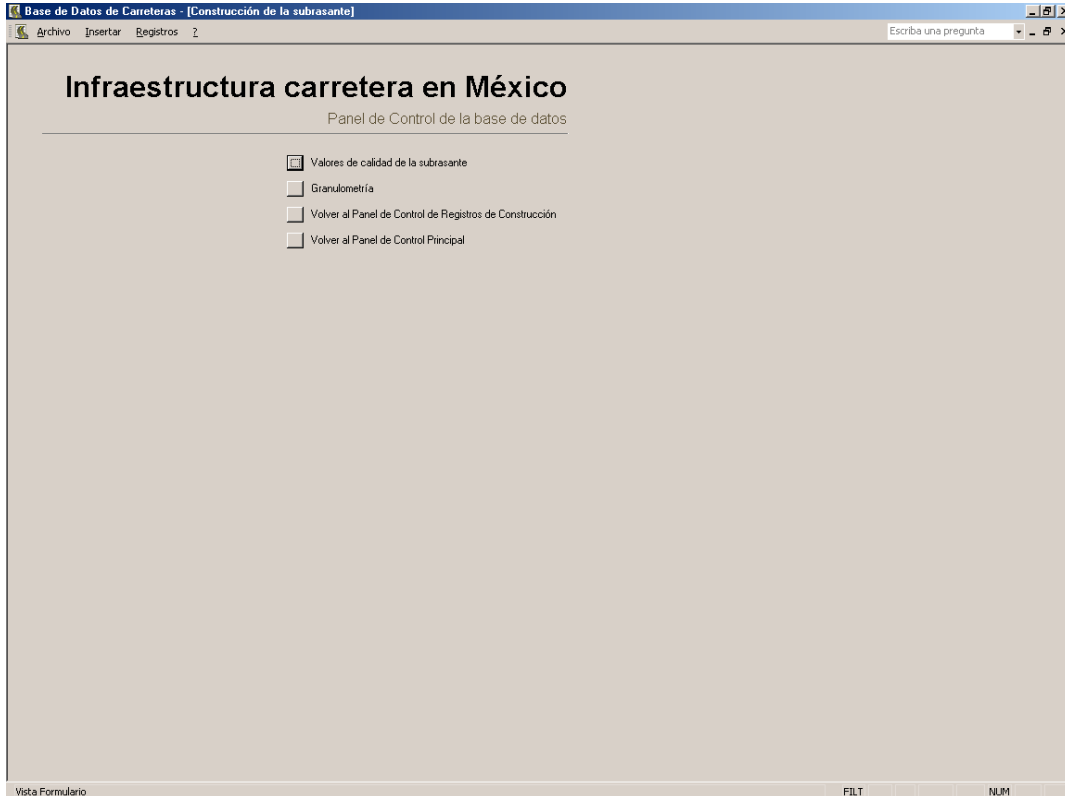 Base de Datos de Carreteras - [Construcción de la subrasante]
Archivo Insertar Registros ? Escriba una pregunta
Infraestructura carretera en México
Panel de Control de la base de datos
Valores de calidad de la subrasante
Granulometría
Volver al Panel de Control de Registros de Construcción
Volver al Panel de Control Principal
Vista Formulario FILT NUM